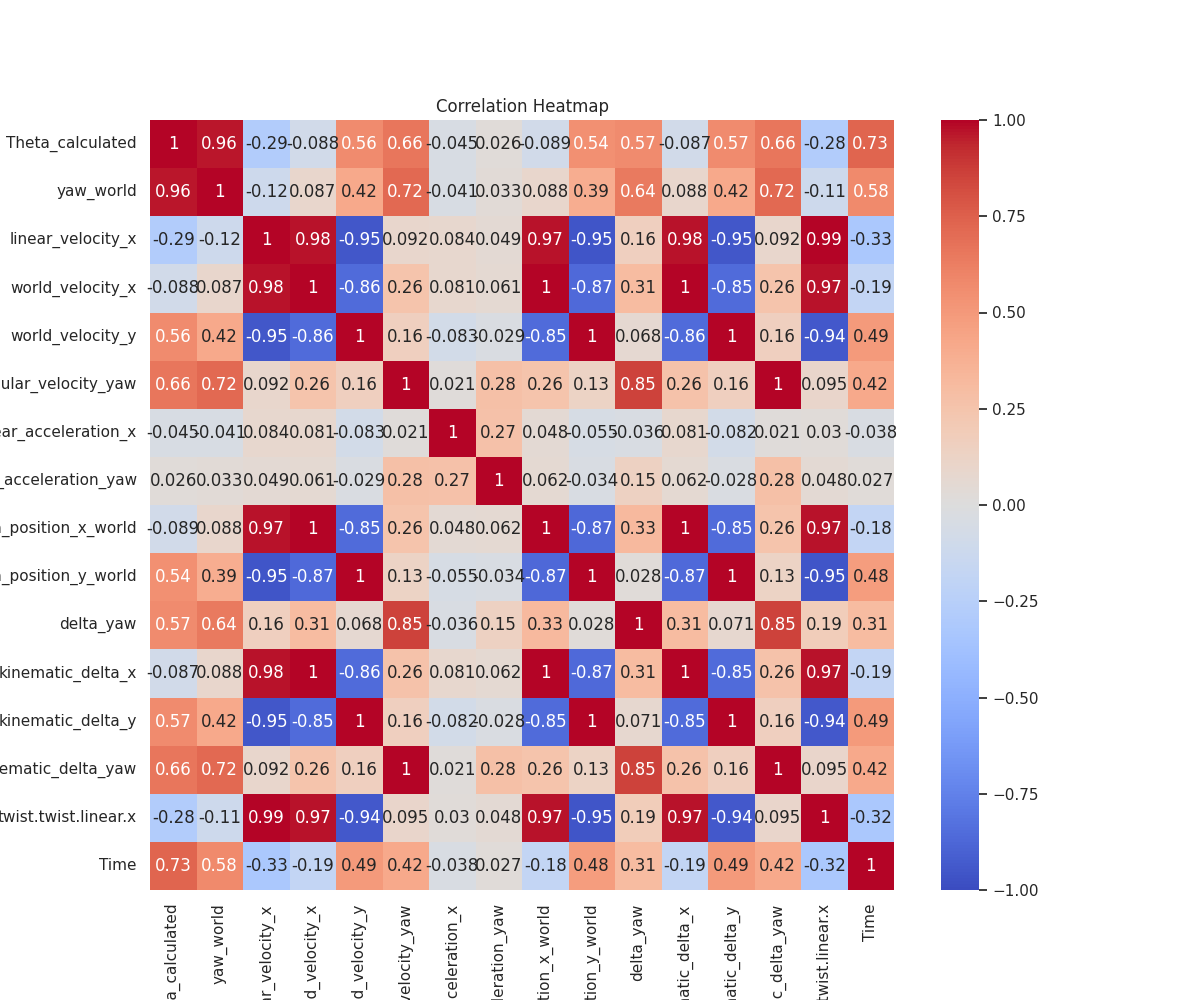 Correlation Heatmap
Theta_calculated 1 0.96 -0.29 -0.088 0.56 0.66 -0.045 0.026 -0.089 0.54 0.57 -0.087 0.57 0.66 -0.28 0.73
yaw_world 0.96 1 -0.12 0.087 0.42 0.72 -0.041 0.033 0.088 0.39 0.64 0.088 0.42 0.72 -0.11 0.58
linear_velocity_x -0.29 -0.12 1 0.98 -0.95 0.092 0.084 0.049 0.97 -0.95 0.16 0.98 -0.95 0.092 0.99 -0.33
world_velocity_x -0.088 0.087 0.98 1 -0.86 0.26 0.081 0.061 1 -0.87 0.31 1 -0.85 0.26 0.97 -0.19
world_velocity_y 0.56 0.42 -0.95 -0.86 1 0.16 -0.083 -0.029 -0.85 1 0.068 -0.86 1 0.16 -0.94 0.49
ular_velocity_yaw 0.66 0.72 0.092 0.26 0.16 1 0.021 0.28 0.26 0.13 0.85 0.26 0.16 1 0.095 0.42
ear_acceleration_x -0.045 -0.041 0.084 0.081 -0.083 0.021 1 0.27 0.048 -0.055 -0.036 0.081 -0.082 0.021 0.03 -0.038
_acceleration_yaw 0.026 0.033 0.049 0.061 -0.029 0.28 0.27 1 0.062 -0.034 0.15 0.062 -0.028 0.28 0.048 0.027
a_position_x_world -0.089 0.088 0.97 1 -0.85 0.26 0.048 0.062 1 -0.87 0.33 1 -0.85 0.26 0.97 -0.18
a_position_y_world 0.54 0.39 -0.95 -0.87 1 0.13 -0.055 -0.034 -0.87 1 0.028 -0.87 1 0.13 -0.95 0.48
delta_yaw 0.57 0.64 0.16 0.31 0.068 0.85 -0.036 0.15 0.33 0.028 1 0.31 0.071 0.85 0.19 0.31
kinematic_delta_x -0.087 0.088 0.98 1 -0.86 0.26 0.081 0.062 1 -0.87 0.31 1 -0.85 0.26 0.97 -0.19
kinematic_delta_y 0.57 0.42 -0.95 -0.85 1 0.16 -0.082 -0.028 -0.85 1 0.071 -0.85 1 0.16 -0.94 0.49
ematic_delta_yaw 0.66 0.72 0.092 0.26 0.16 1 0.021 0.28 0.26 0.13 0.85 0.26 0.16 1 0.095 0.42
twist.twist.linear.x -0.28 -0.11 0.99 0.97 -0.94 0.095 0.03 0.048 0.97 -0.95 0.19 0.97 -0.94 0.095 1 -0.32
Time 0.73 0.58 -0.33 -0.19 0.49 0.42 -0.038 0.027 -0.18 0.48 0.31 -0.19 0.49 0.42 -0.32 1
a_calculated
yaw_world
ar_velocity_x
d_velocity_x
d_velocity_y
velocity_yaw
celeration_x
leration_yaw
tion_x_world
tion_y_world
delta_yaw
matic_delta_x
matic_delta_y
c_delta_yaw
twist.linear.x
Time
1.00
0.75
0.50
0.25
0.00
−0.25
−0.50
−0.75
−1.00